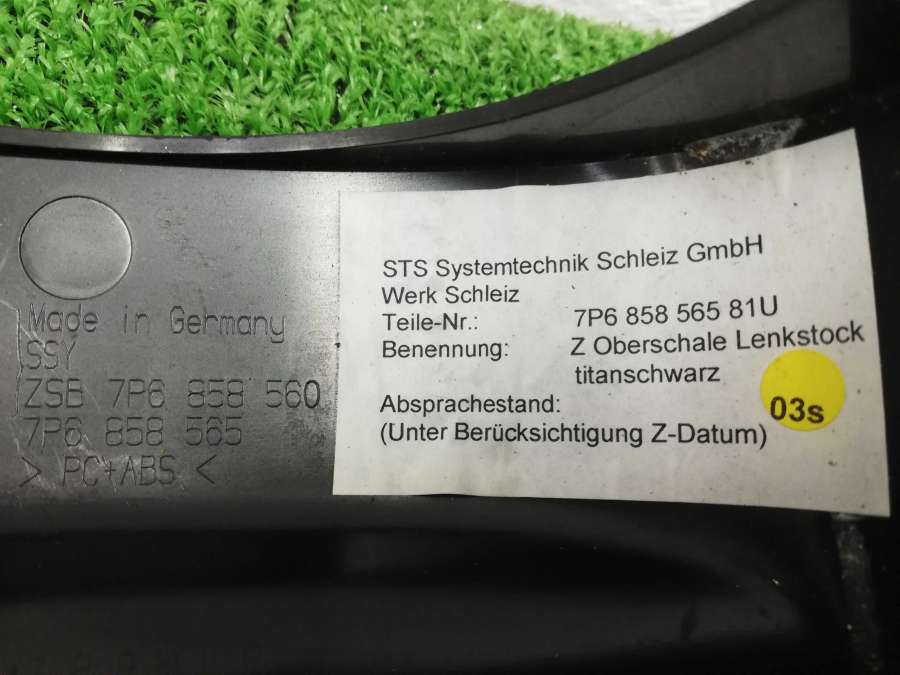 Made in Germany
SSY
ZSB 7P6 858 560
7P6 858 565
> PC+ABS <
STS Systemtechnik Schleiz GmbH
Werk Schleiz
Teile-Nr.: 7P6 858 565 81U
Benennung: Z Oberschale Lenkstock
titanschwarz
Absprachestand:
(Unter Berücksichtigung Z-Datum)
03s